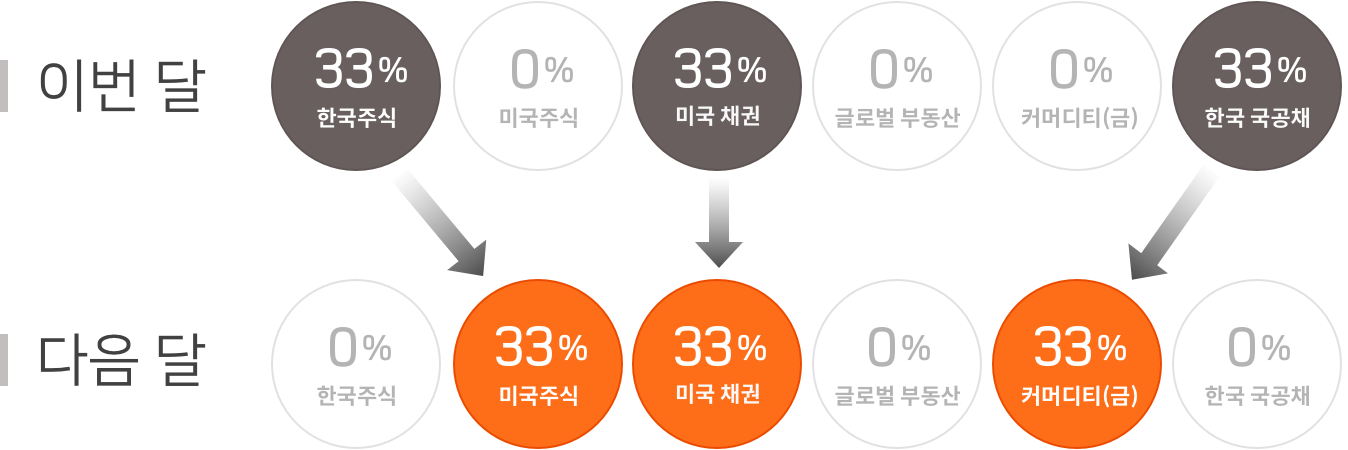 이번 달
33%
한국주식
0%
미국주식
33%
미국 채권
0%
글로벌 부동산
0%
커머디티(금)
33%
한국 국공채
다음 달
0%
한국주식
33%
미국주식
33%
미국 채권
0%
글로벌 부동산
33%
커머디티(금)
0%
한국 국공채